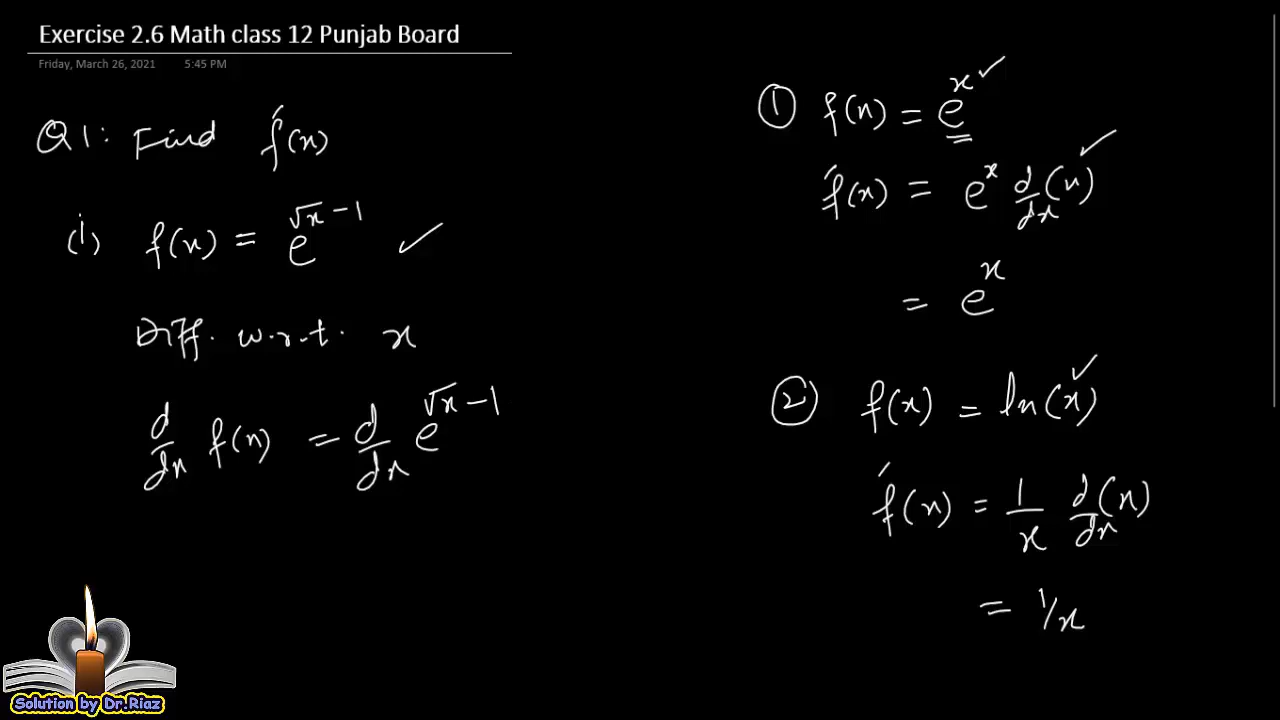 Exercise 2.6 Math class 12 Punjab Board
Friday, March 26, 2021 5:45 PM
Q1: Find f́(x)
(i) f(x) = e^{√x - 1} ✓
Diff. w.r.t. x
d/dx f(x) = d/dx e^{√x - 1}
① f(x) = e^x ✓
f́(x) = e^x d/dx (x) ✓
= e^x
② f(x) = ln(x) ✓
f́(x) = 1/x d/dx (x)
= 1/x
Solution by Dr.Riaz